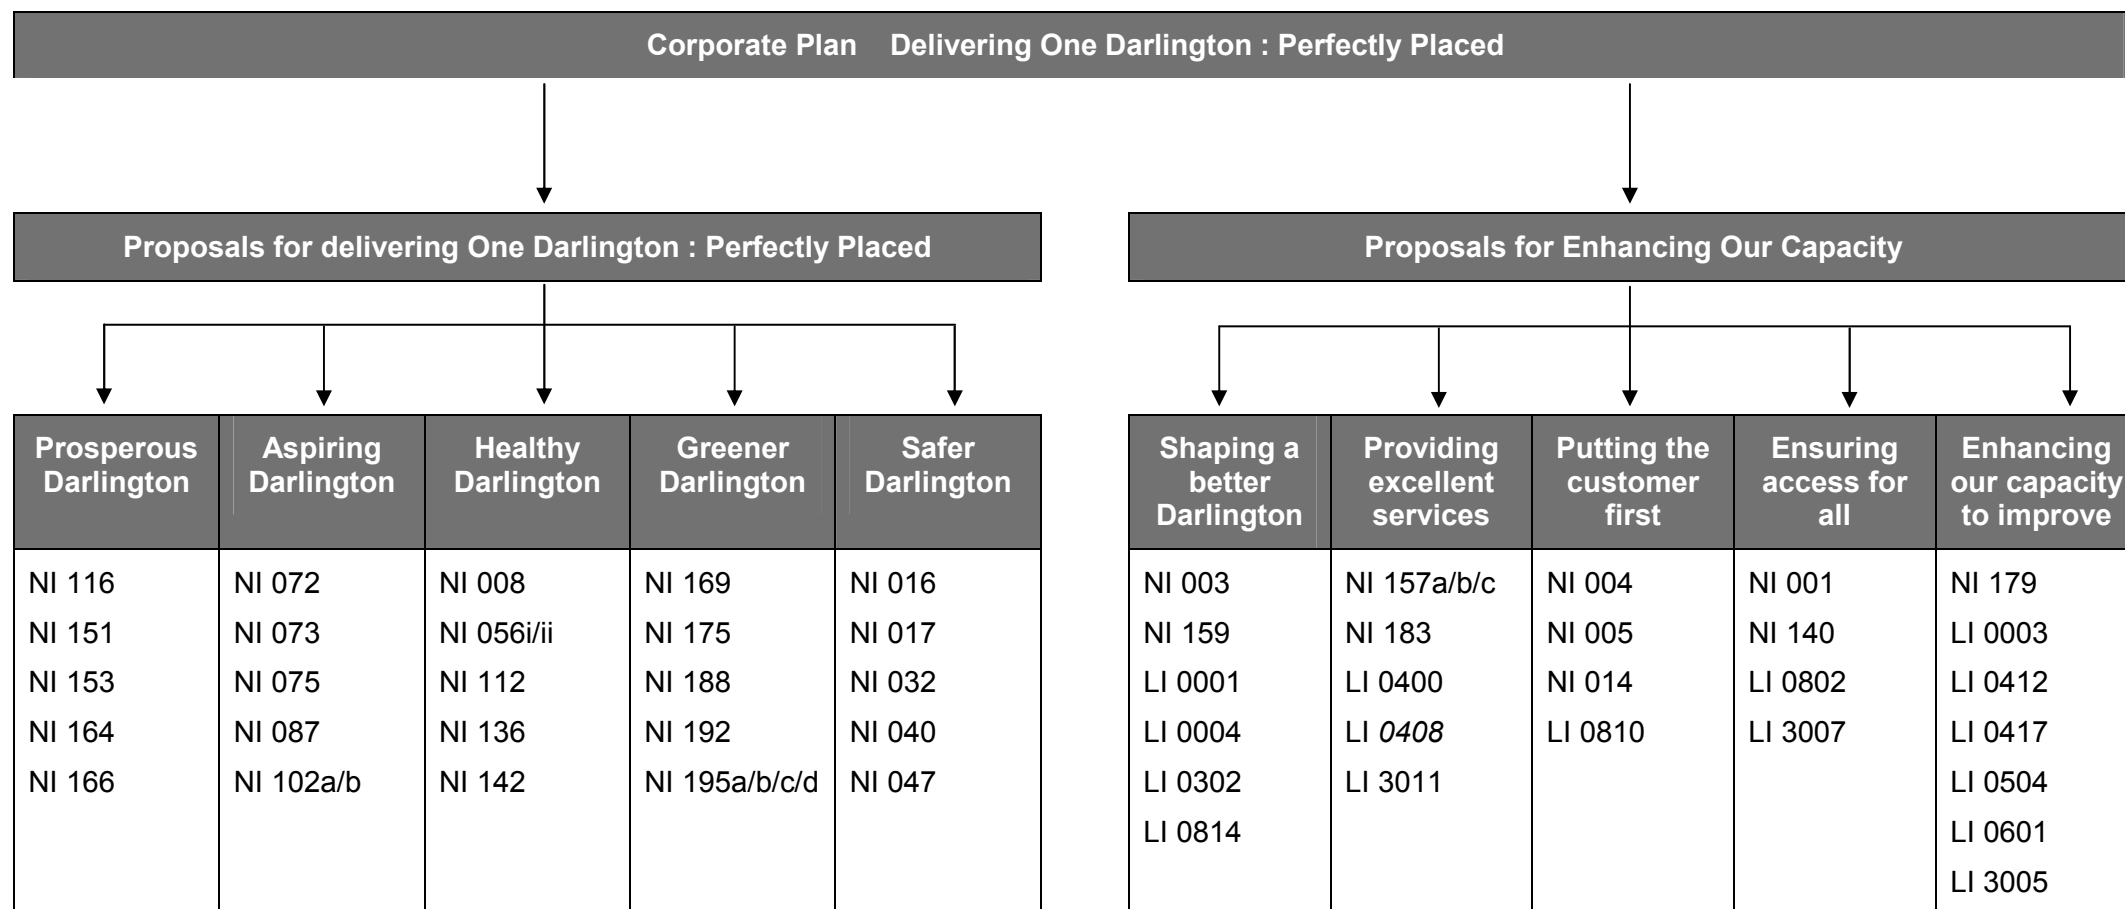 Corporate Plan Delivering One Darlington : Perfectly Placed
Proposals for delivering One Darlington : Perfectly Placed
Prosperous
Darlington
Aspiring
Darlington
Healthy
Darlington
Greener
Darlington
Safer
Darlington
NI 116
NI 151
NI 153
NI 164
NI 166
NI 072
NI 073
NI 075
NI 087
NI 102a/b
NI 008
NI 056i/ii
NI 112
NI 136
NI 142
NI 169
NI 175
NI 188
NI 192
NI 195a/b/c/d
NI 016
NI 017
NI 032
NI 040
NI 047
Proposals for Enhancing Our Capacity
Shaping a
better
Darlington
Providing
excellent
services
Putting the
customer
first
Ensuring
access for
all
Enhancing
our capacity
to improve
NI 003
NI 159
LI 0001
LI 0004
LI 0302
LI 0814
NI 157a/b/c
NI 183
LI 0400
LI 0408
LI 3011
NI 004
NI 005
NI 014
LI 0810
NI 001
NI 140
LI 0802
LI 3007
NI 179
LI 0003
LI 0412
LI 0417
LI 0504
LI 0601
LI 3005